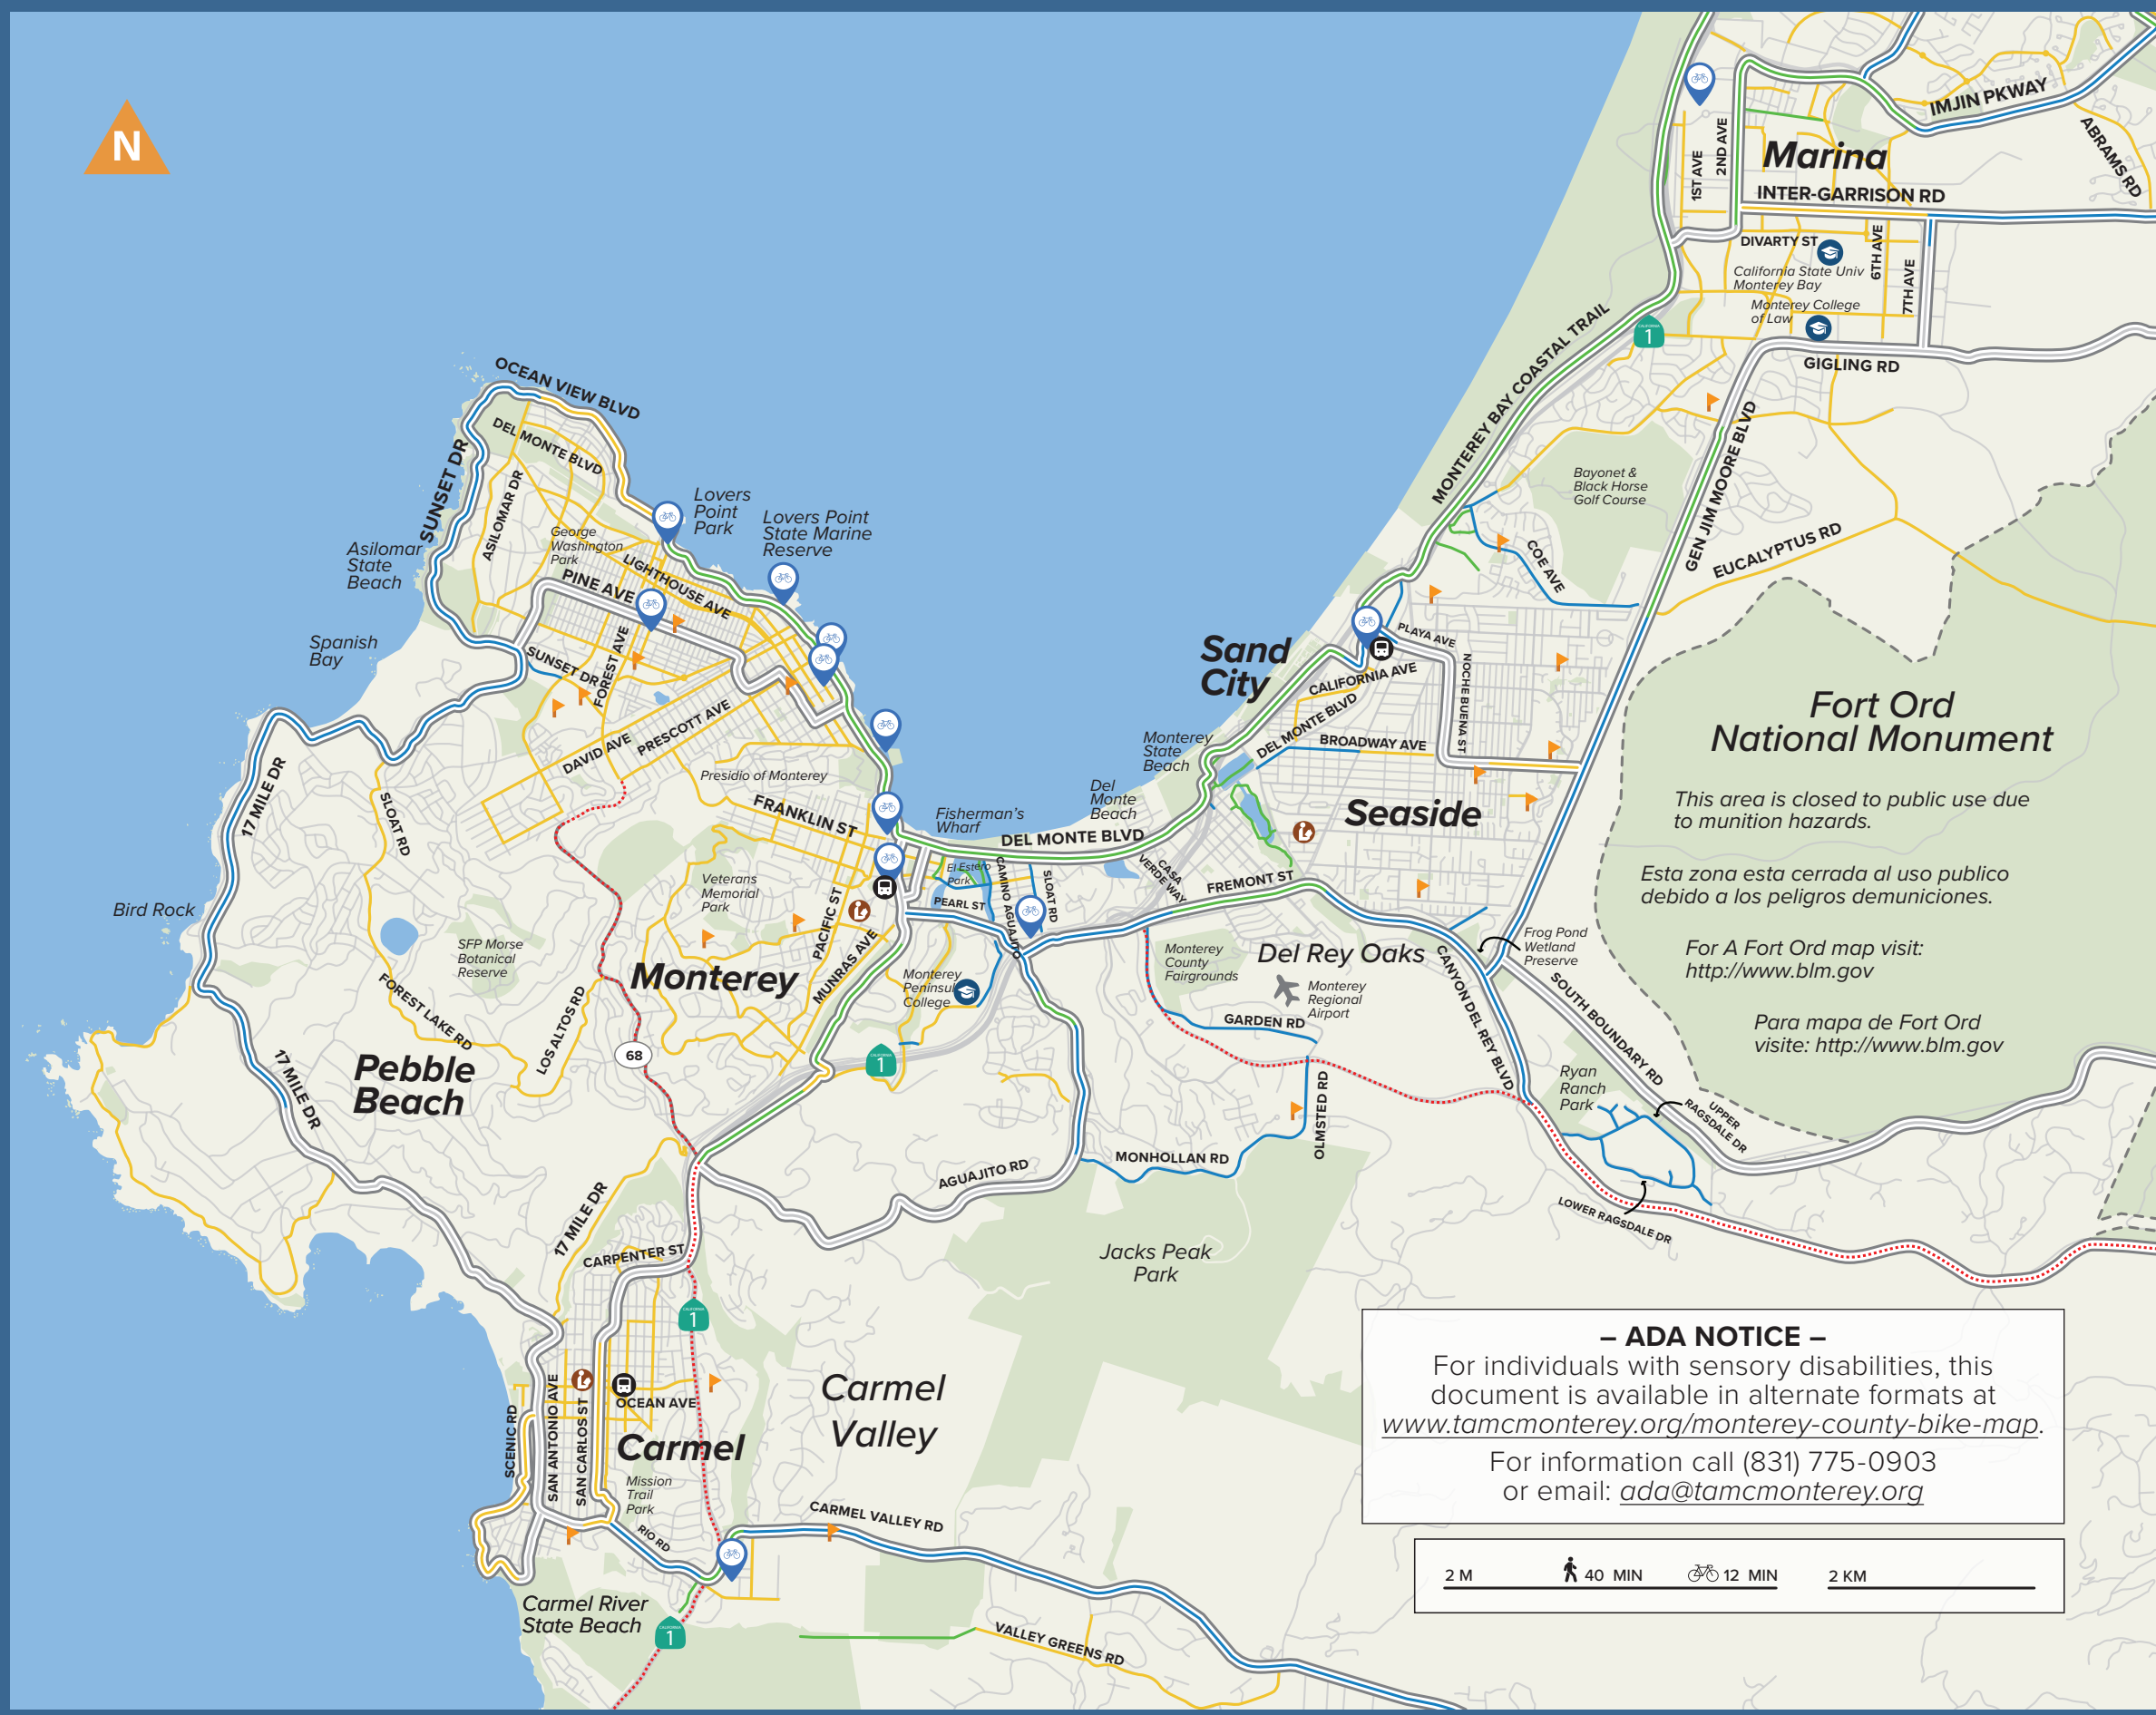 N
IMJIN PKWAY
ABRAMS RD
1ST AVE
2ND AVE
Marina
INTER-GARRISON RD
DIVARTY ST
6TH AVE
7TH AVE
California State Univ
Monterey Bay
Monterey College
of Law
CALIFORNIA
1
GIGLING RD
MONTEREY BAY COASTAL TRAIL
GEN JIM MOORE BLVD
Bayonet &
Black Horse
Golf Course
EUCALYPTUS RD
COE AVE
OCEAN VIEW BLVD
DEL MONTE BLVD
SUNSET DR
ASILOMAR DR
Lovers
Point
Park
Lovers Point
State Marine
Reserve
George
Washington
Park
Asilomar
State
Beach
LIGHTHOUSE AVE
PINE AVE
Spanish
Bay
SUNSET DR
FOREST AVE
DAVID AVE
PRESCOTT AVE
Sand
City
PLAYA AVE
CALIFORNIA AVE
NOCHE BUENA ST
DEL MONTE BLVD
BROADWAY AVE
Monterey
State
Beach
Del
Monte
Beach
Seaside
Fort Ord
National Monument
This area is closed to public use due
to munition hazards.
Esta zona esta cerrada al uso publico
debido a los peligros demuniciones.
For A Fort Ord map visit:
http://www.blm.gov
Para mapa de Fort Ord
visite: http://www.blm.gov
17 MILE DR
SLOAT RD
Presidio of Monterey
FRANKLIN ST
Fisherman's
Wharf
DEL MONTE BLVD
El Estero
Park
CAMINO AGUAJITO
SLOAT RD
CASA
VERDE WAY
FREMONT ST
PEARL ST
Veterans
Memorial
Park
PACIFIC ST
MUNRAS AVE
Bird Rock
SFP Morse
Botanical
Reserve
Monterey
Monterey
Peninsula
College
Monterey
County
Fairgrounds
Del Rey Oaks
Monterey
Regional
Airport
CANYON DEL REY BLVD
Frog Pond
Wetland
Preserve
SOUTH BOUNDARY RD
GARDEN RD
FOREST LAKE RD
LOS ALTOS RD
68
CALIFORNIA
1
Pebble
Beach
17 MILE DR
OLMSTED RD
Ryan
Ranch
Park
UPPER
RAGSDALE DR
MONHOLLAN RD
AGUAJITO RD
LOWER RAGSDALE DR
17 MILE DR
CARPENTER ST
Jacks Peak
Park
CALIFORNIA
1
OCEAN AVE
SCENIC RD
SAN ANTONIO AVE
SAN CARLOS ST
Carmel
Carmel
Valley
Mission
Trail
Park
RIO RD
CARMEL VALLEY RD
Carmel River
State Beach
CALIFORNIA
1
VALLEY GREENS RD
– ADA NOTICE –
For individuals with sensory disabilities, this
document is available in alternate formats at
www.tamcmonterey.org/monterey-county-bike-map.
For information call (831) 775-0903
or email: ada@tamcmonterey.org
2 M 40 MIN 12 MIN 2 KM